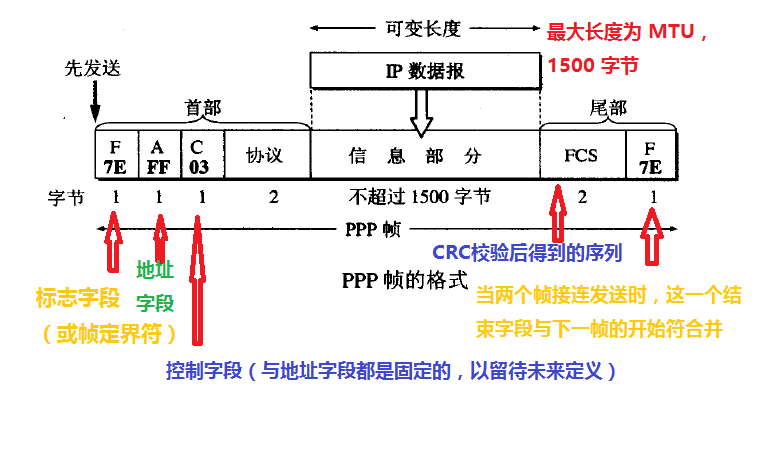 可变长度
最大长度为 MTU，
1500 字节
先发送
IP 数据报
首部
尾部
F
7E
A
FF
C
03
协议
信 息 部 分
FCS
F
7E
字节
1
1
1
2
不超过 1500 字节
2
1
PPP 帧
CRC校验后得到的序列
地址
字段
PPP 帧的格式
标志字段
（或帧定界符）
当两个帧接连发送时，这一个结
束字段与下一帧的开始符合并
控制字段（与地址字段都是固定的，以留待未来定义）